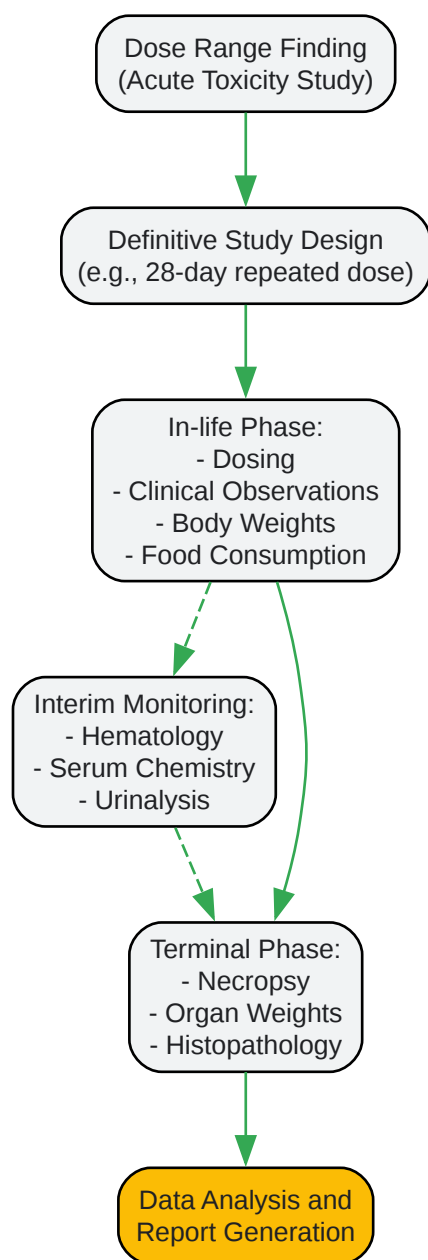 Dose Range Finding
(Acute Toxicity Study)
Definitive Study Design
(e.g., 28-day repeated dose)
In-life Phase:
- Dosing
- Clinical Observations
- Body Weights
- Food Consumption
Interim Monitoring:
- Hematology
- Serum Chemistry
- Urinalysis
Terminal Phase:
- Necropsy
- Organ Weights
- Histopathology
Data Analysis and
Report Generation